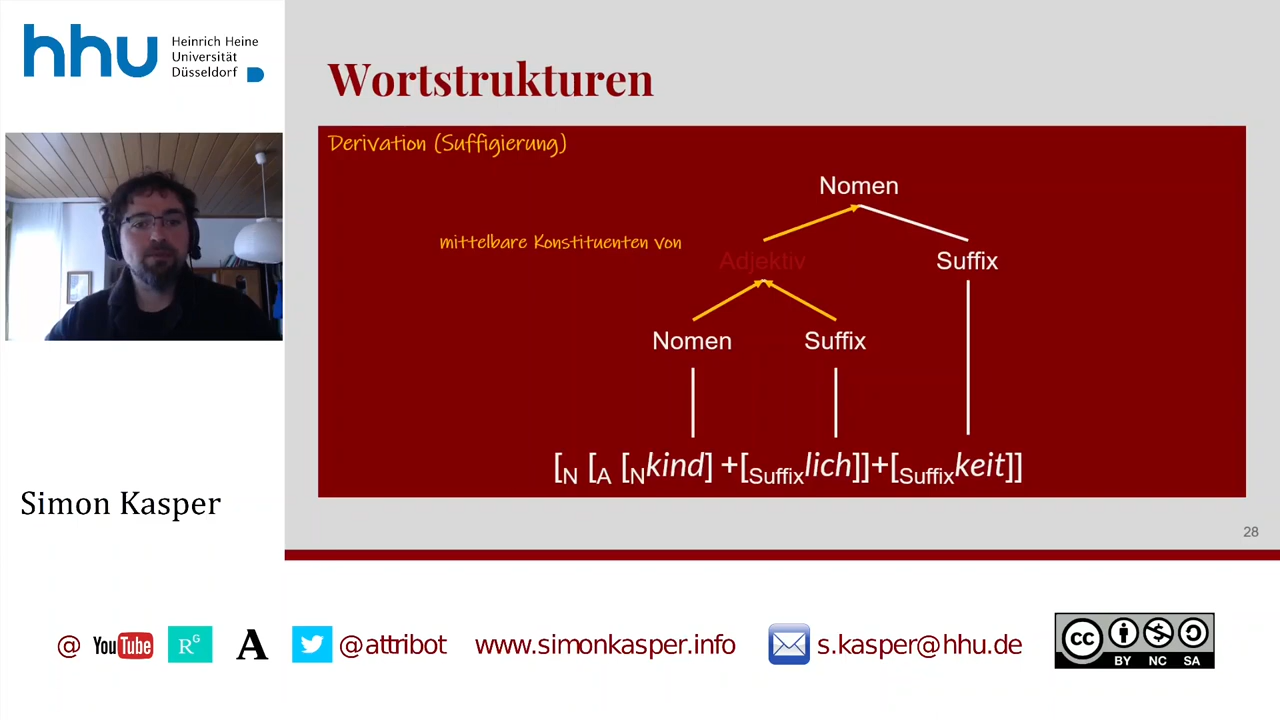 hhu
Heinrich Heine
Universität
Düsseldorf
Wortstrukturen
Derivation (Suffigierung)
Nomen
mittelbare Konstituenten von
Adjektiv
Suffix
Nomen
Suffix
[N [A [Nkind] +[Suffixlich]]+[Suffixkeit]]
Simon Kasper
28
@ YouTube RG A @attribot www.simonkasper.info s.kasper@hhu.de
cc BY NC SA